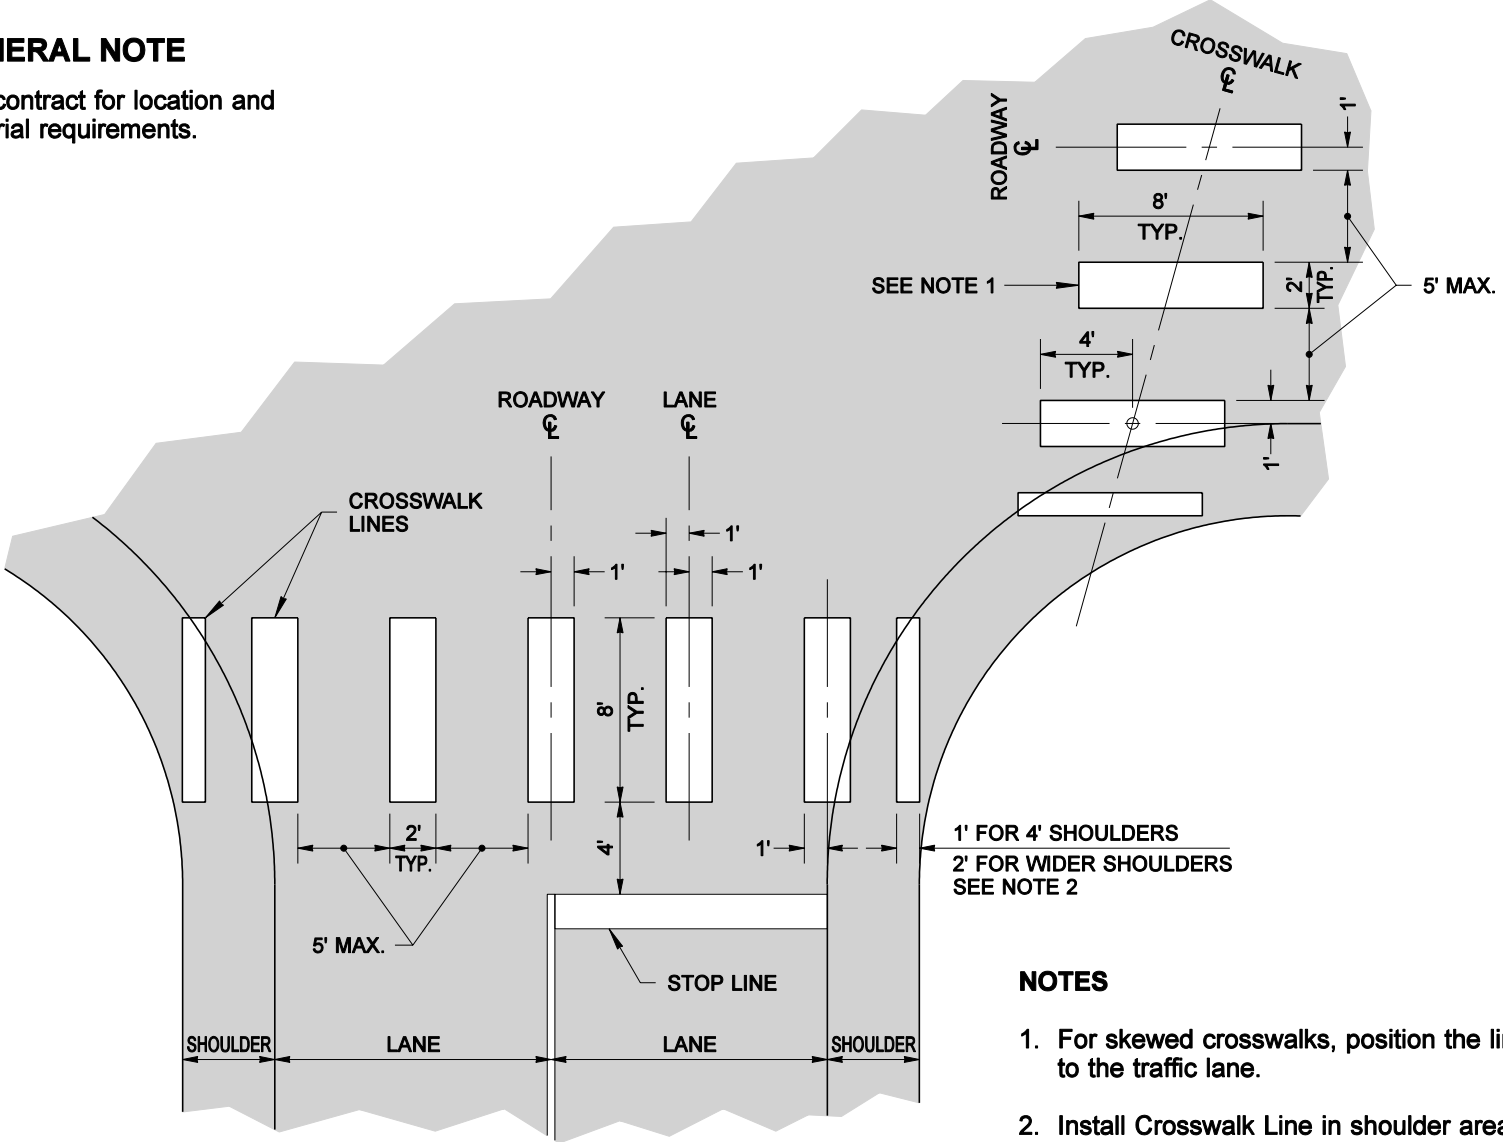 NERAL NOTE
contract for location and
rial requirements.
CROSSWALK
℄
ROADWAY
℄
1'
8'
TYP.
SEE NOTE 1
2'
TYP.
5' MAX.
4'
TYP.
1'
ROADWAY
℄
LANE
℄
CROSSWALK
LINES
1'
1'
1'
8'
TYP.
2'
TYP.
4'
1'
1' FOR 4' SHOULDERS
2' FOR WIDER SHOULDERS
SEE NOTE 2
5' MAX.
STOP LINE
SHOULDER
LANE
LANE
SHOULDER
NOTES
1. For skewed crosswalks, position the li
to the traffic lane.
2. Install Crosswalk Line in shoulder area